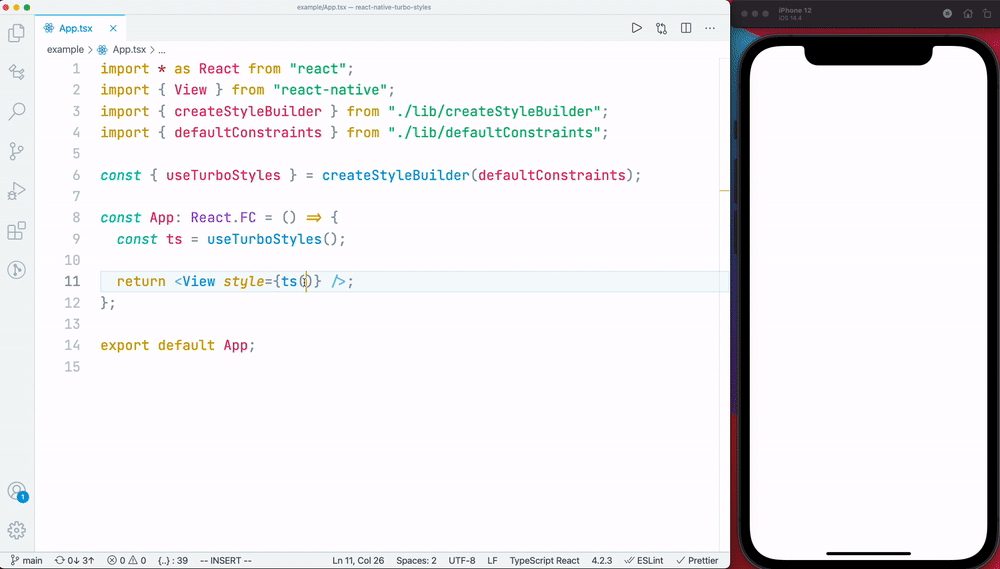 example/App.tsx — react-native-turbo-styles
App.tsx
example > App.tsx > ...
1 import * as React from "react";
2 import { View } from "react-native";
3 import { createStyleBuilder } from "./lib/createStyleBuilder";
4 import { defaultConstraints } from "./lib/defaultConstraints";
5
6 const { useTurboStyles } = createStyleBuilder(defaultConstraints);
7
8 const App: React.FC = () => {
9 const ts = useTurboStyles();
10
11 return <View style={ts()} />;
12 };
13
14 export default App;
15
1
main 0↓ 3↑ 0 0 {..} : 39 -- INSERT -- Ln 11, Col 26 Spaces: 2 UTF-8 LF TypeScript React 4.2.3 ESLint Prettier
iPhone 12
iOS 14.4